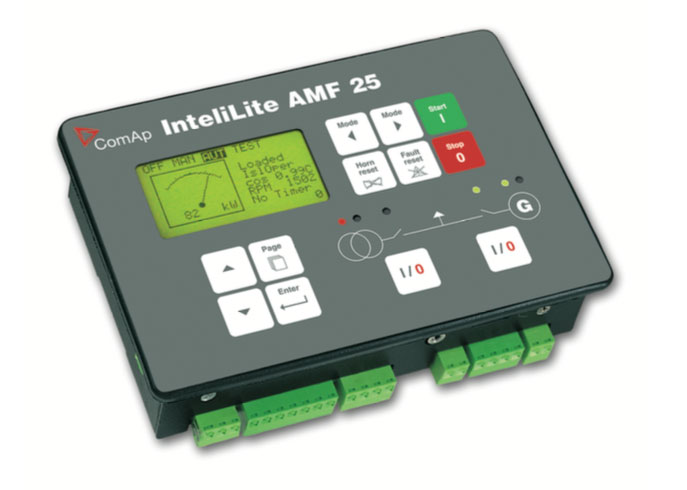 ComAp InteliLite AMF 25
OFF MAN AUT TEST
Loaded
IslOper
cos 0.99C
RPM 1502
No Timer 0
82 kW
Mode
Mode
Start
I
Horn
reset
Fault
reset
Stop
0
Page
Enter
G
I/0
I/0